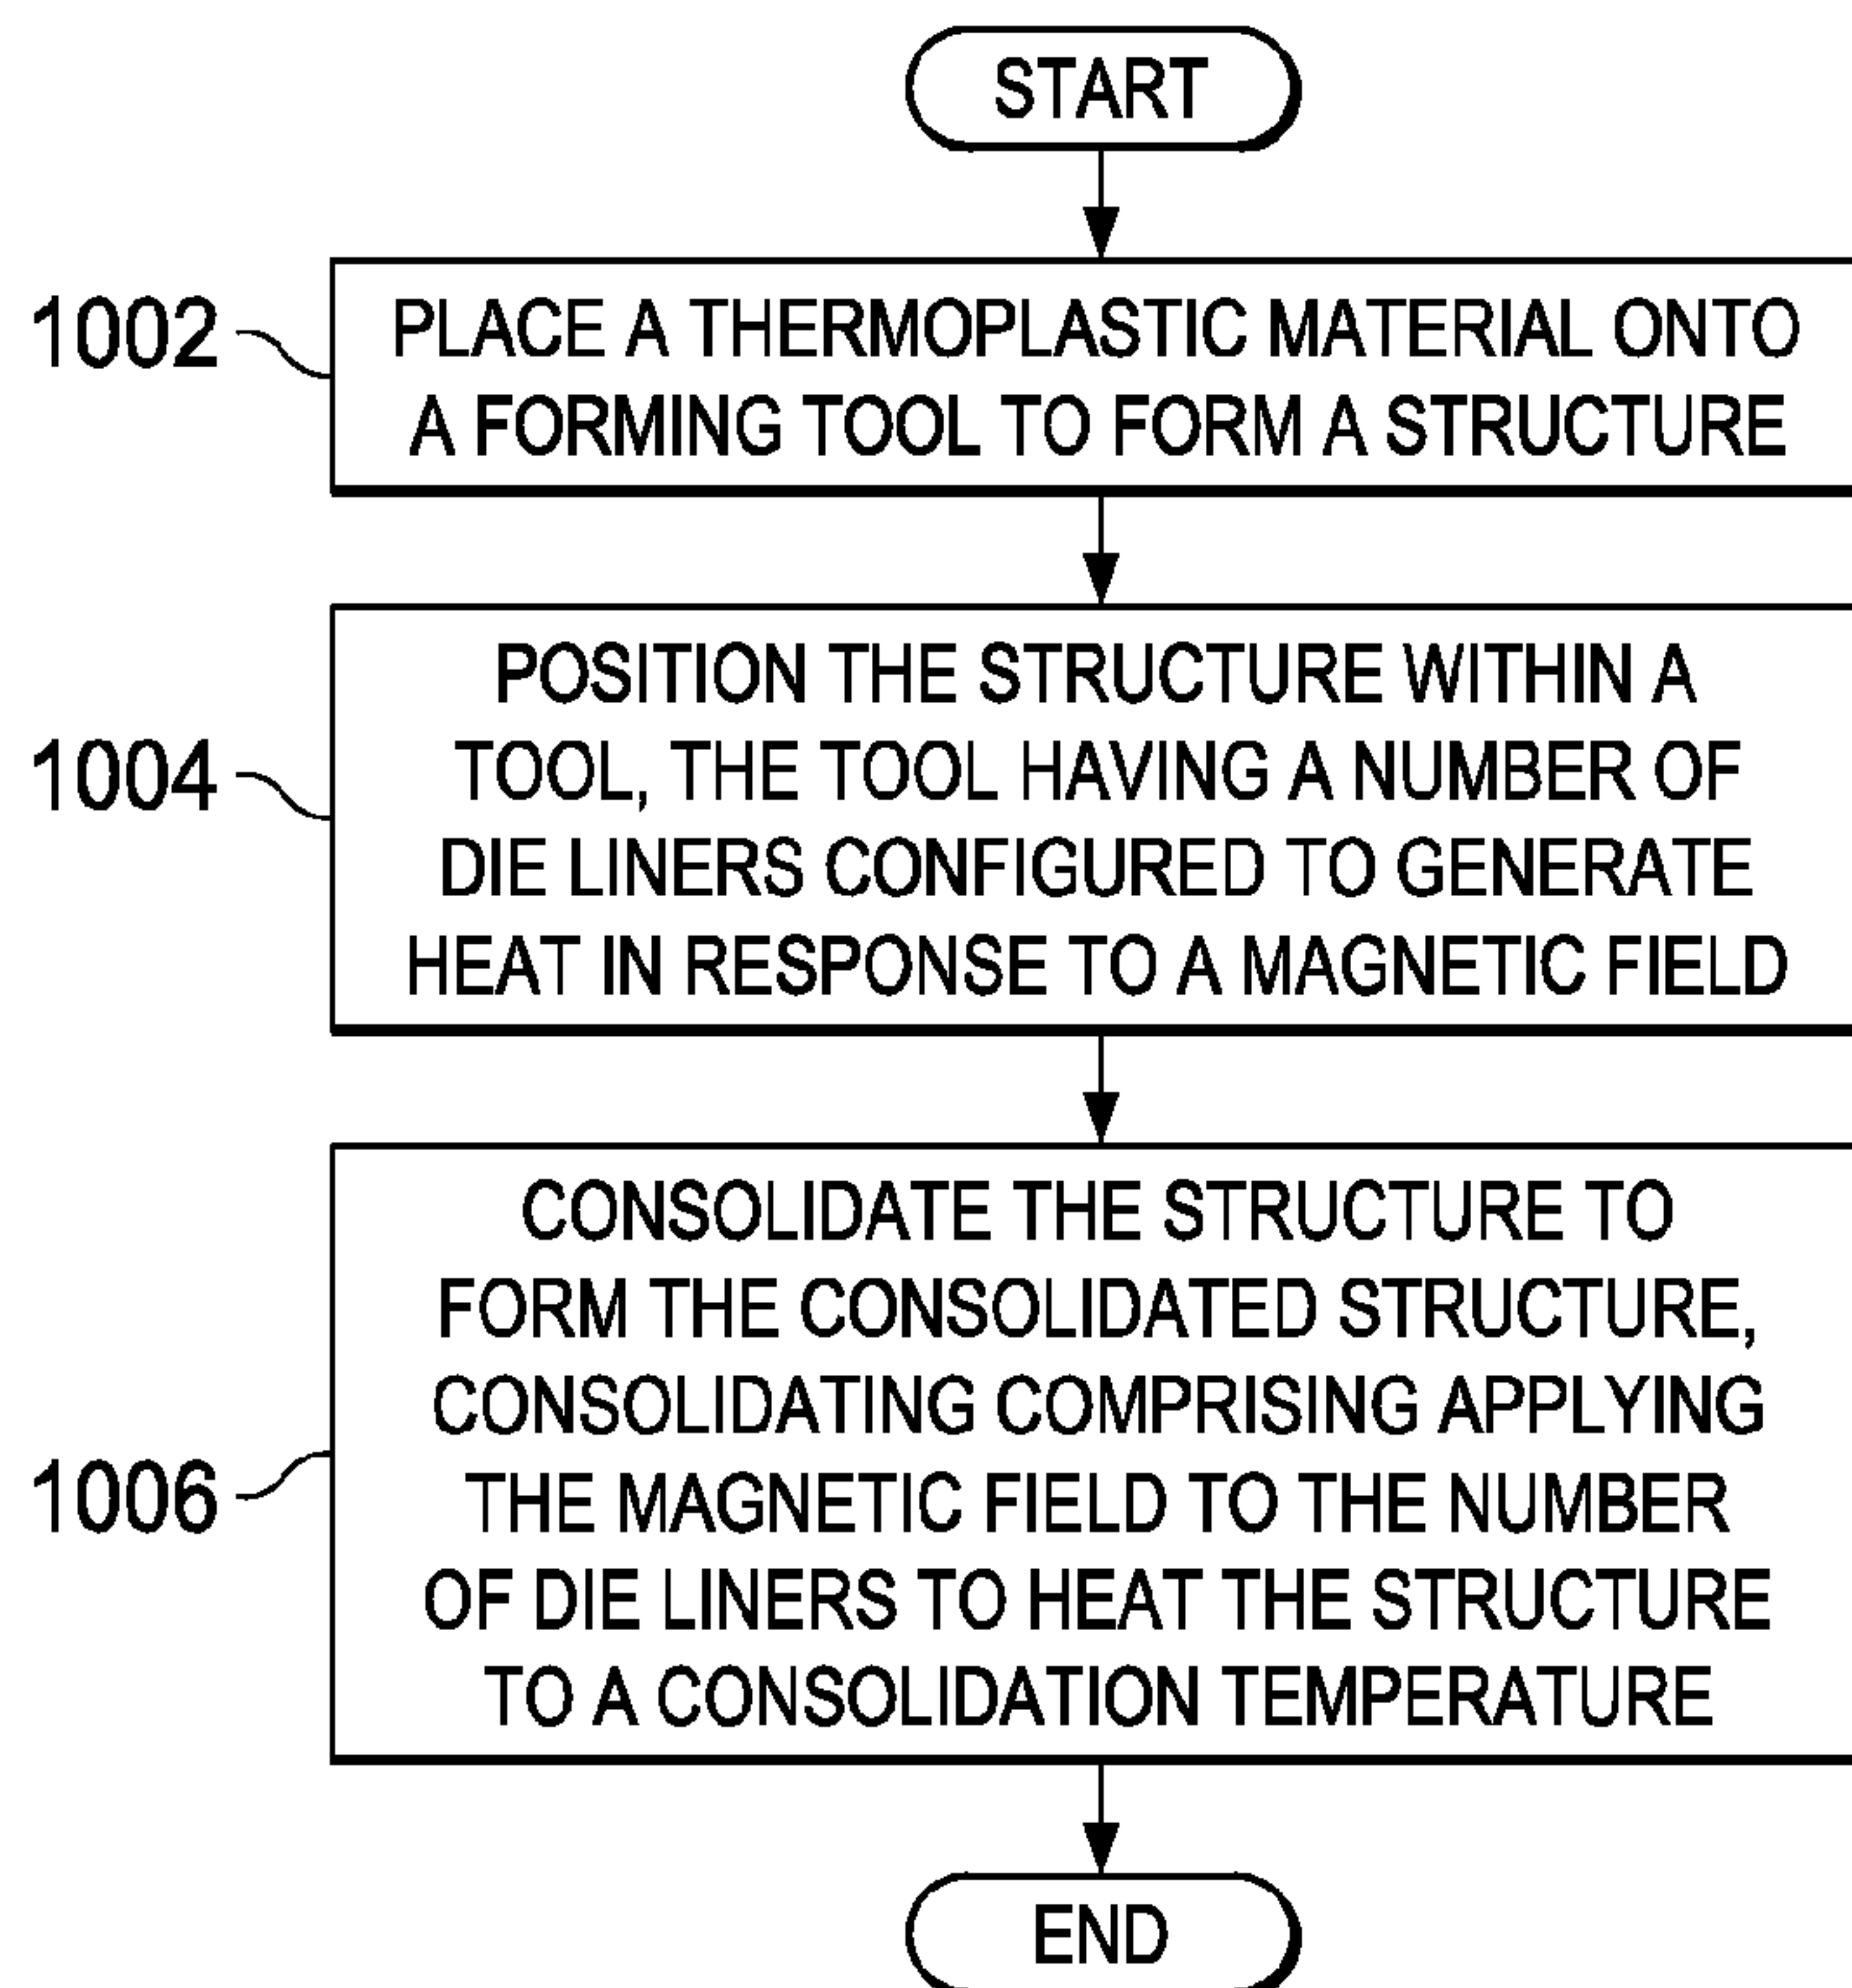 START
1002
PLACE A THERMOPLASTIC MATERIAL ONTO
A FORMING TOOL TO FORM A STRUCTURE
1004
POSITION THE STRUCTURE WITHIN A
TOOL, THE TOOL HAVING A NUMBER OF
DIE LINERS CONFIGURED TO GENERATE
HEAT IN RESPONSE TO A MAGNETIC FIELD
1006
CONSOLIDATE THE STRUCTURE TO
FORM THE CONSOLIDATED STRUCTURE,
CONSOLIDATING COMPRISING APPLYING
THE MAGNETIC FIELD TO THE NUMBER
OF DIE LINERS TO HEAT THE STRUCTURE
TO A CONSOLIDATION TEMPERATURE
END